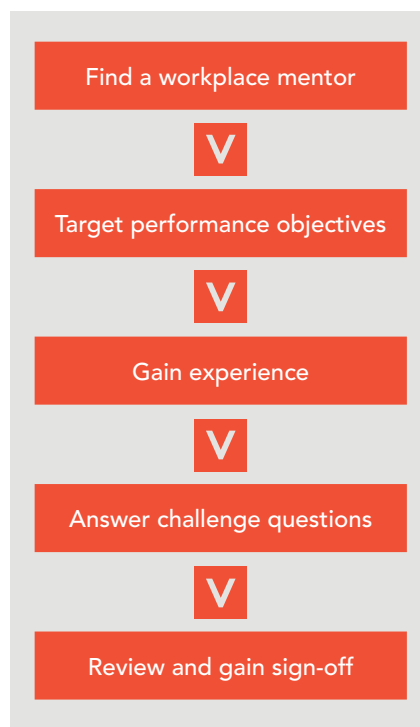 Find a workplace mentor
Target performance objectives
Gain experience
Answer challenge questions
Review and gain sign-off